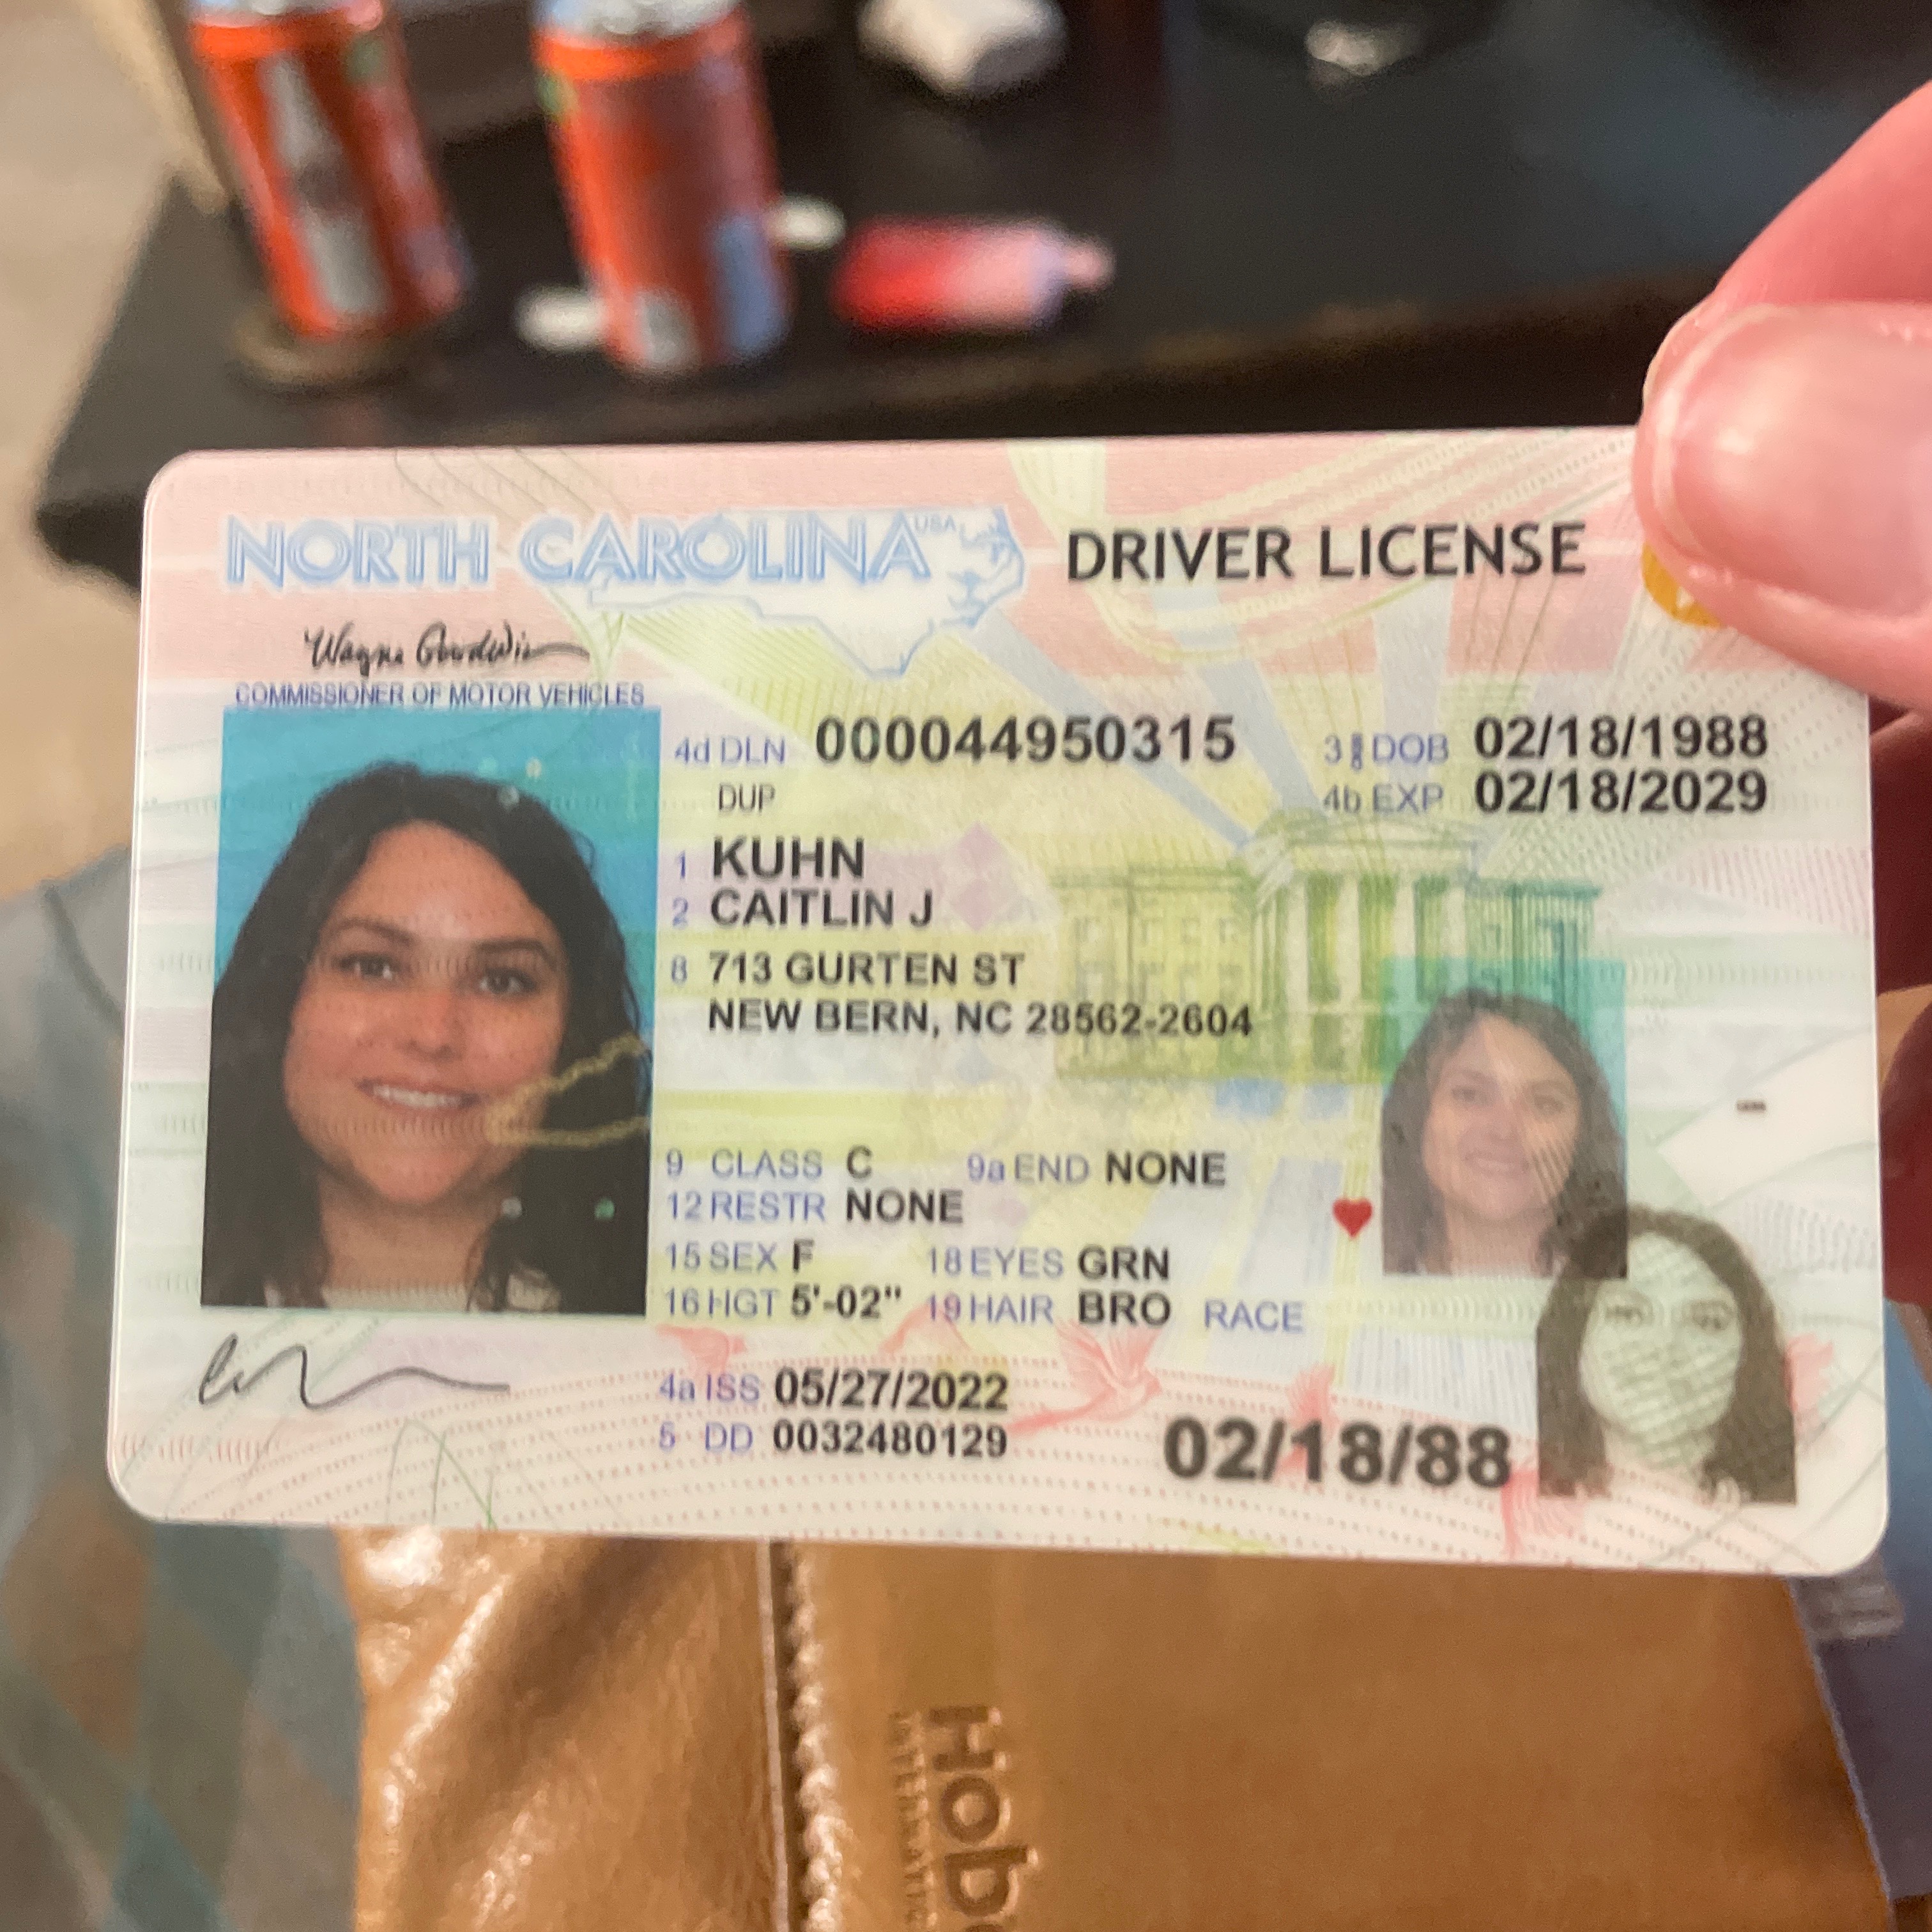 NORTH CAROLINA USA DRIVER LICENSE
Wayne Goodwin
COMMISSIONER OF MOTOR VEHICLES
4d DLN 000044950315 3 DOB 02/18/1988
DUP 4b EXP 02/18/2029
1 KUHN
2 CAITLIN J
8 713 GURTEN ST
NEW BERN, NC 28562-2604
9 CLASS C 9a END NONE
12 RESTR NONE
15 SEX F 18 EYES GRN
16 HGT 5'-02" 19 HAIR BRO RACE
4a ISS 05/27/2022
5 DD 0032480129
02/18/88